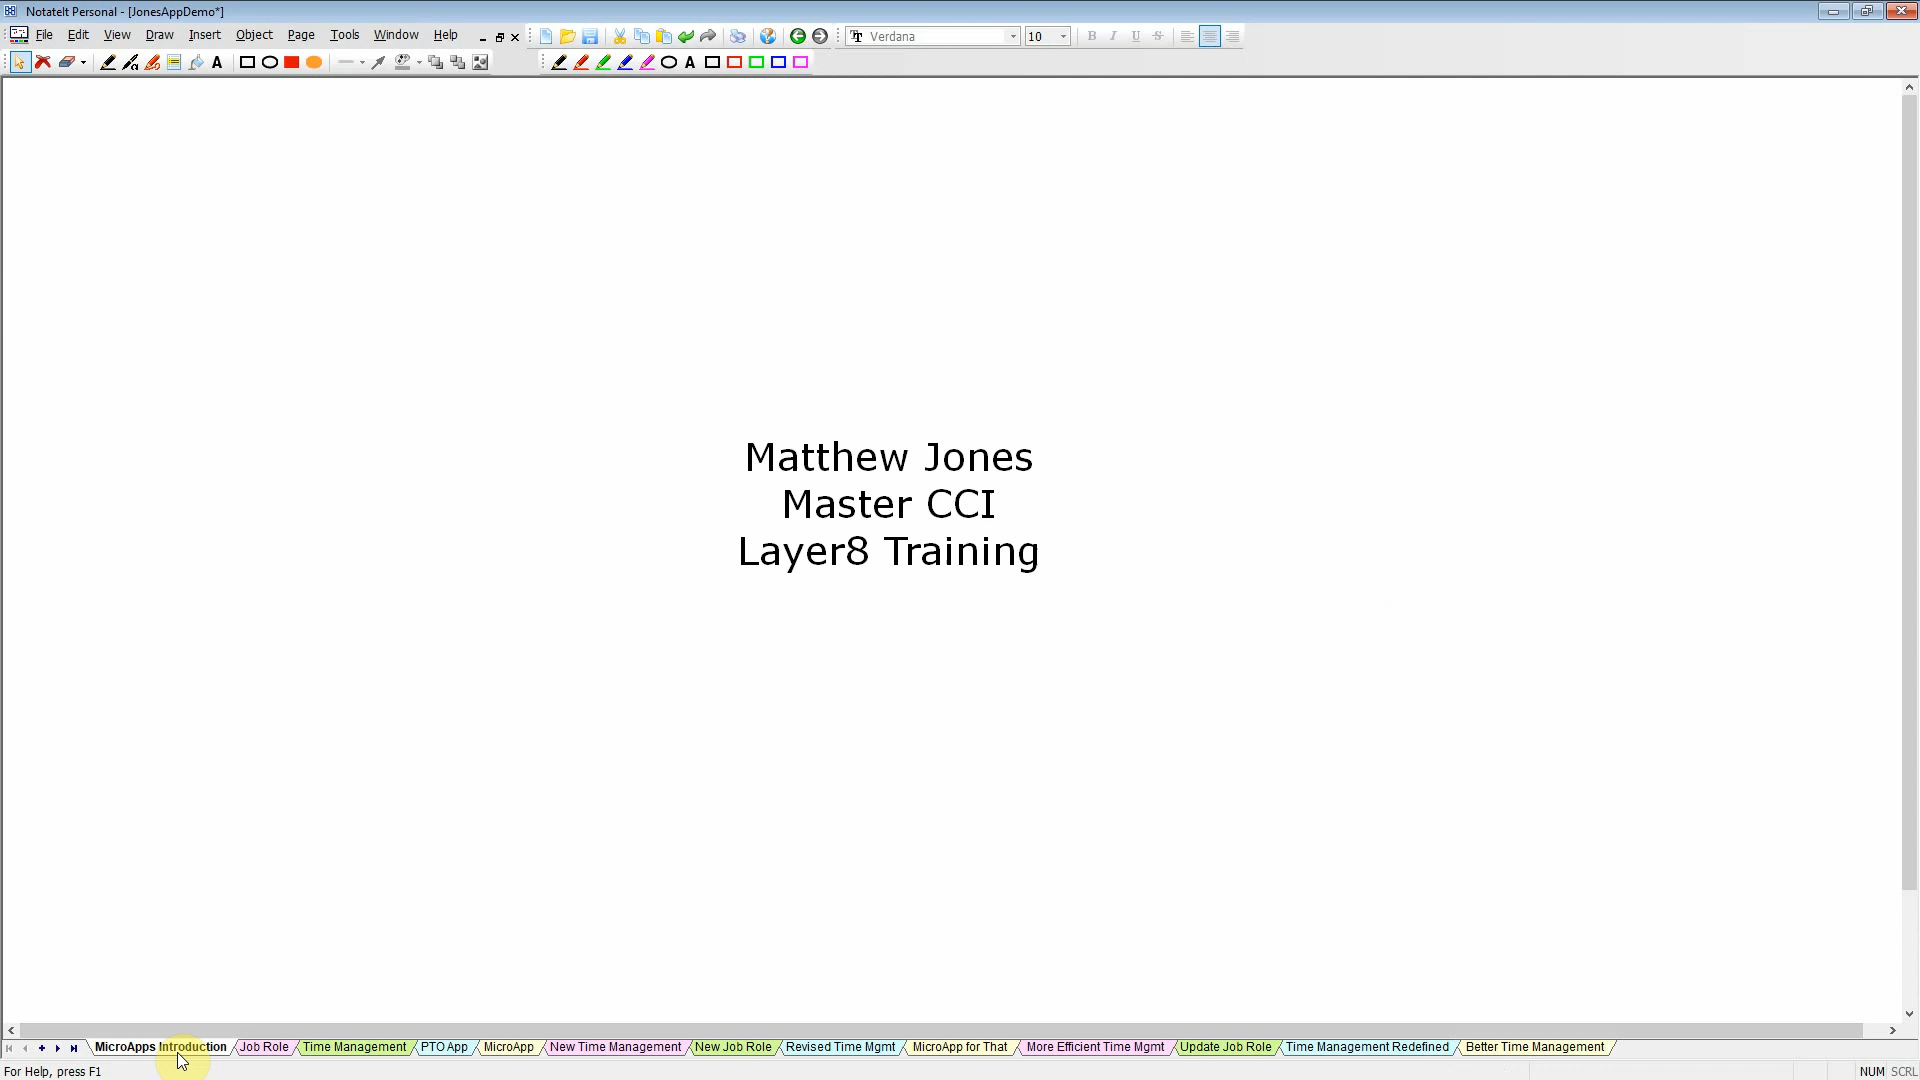 NotateIt Personal - [JonesAppDemo*]
File Edit View Draw Insert Object Page Tools Window Help
Verdana 10 B I U S
A A
Matthew Jones
Master CCI
Layer8 Training
MicroApps Introduction Job Role Time Management PTO App MicroApp New Time Management New Job Role Revised Time Mgmt MicroApp for That More Efficient Time Mgmt Update Job Role Time Management Redefined Better Time Management
For Help, press F1 NUM SCRL